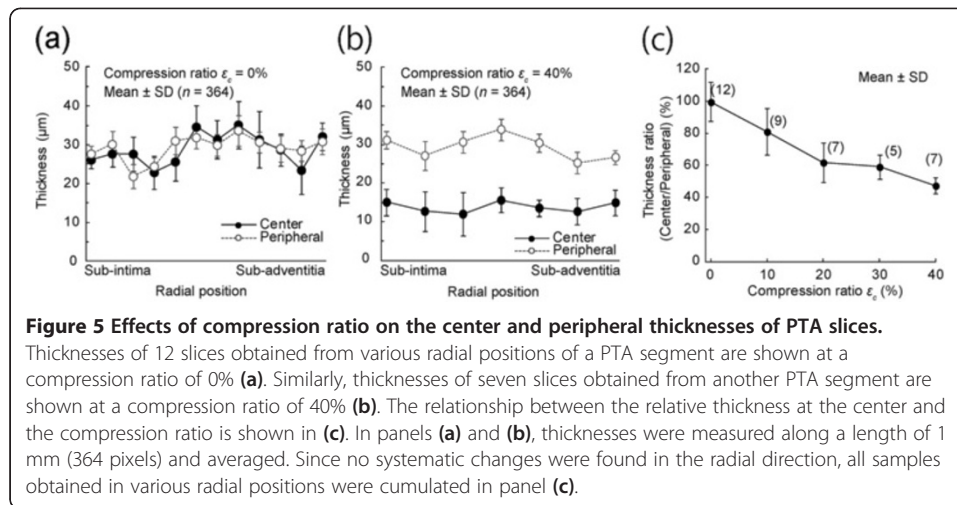 (a)
Compression ratio εc = 0%
Mean ± SD (n = 364)
Thickness (μm)
50
40
30
20
10
0
Center
Peripheral
Sub-intima Sub-adventitia
Radial position
(b)
Compression ratio εc = 40%
Mean ± SD (n = 364)
Thickness (μm)
50
40
30
20
10
0
Center
Peripheral
Sub-intima Sub-adventitia
Radial position
(c)
Mean ± SD
Thickness ratio
(Center/Peripheral) (%)
120
100
80
60
40
20
0
(12)
(9)
(7)
(5)
(7)
0 10 20 30 40
Compression ratio εc (%)
Figure 5 Effects of compression ratio on the center and peripheral thicknesses of PTA slices.
Thicknesses of 12 slices obtained from various radial positions of a PTA segment are shown at a
compression ratio of 0% (a). Similarly, thicknesses of seven slices obtained from another PTA segment are
shown at a compression ratio of 40% (b). The relationship between the relative thickness at the center and
the compression ratio is shown in (c). In panels (a) and (b), thicknesses were measured along a length of 1
mm (364 pixels) and averaged. Since no systematic changes were found in the radial direction, all samples
obtained in various radial positions were cumulated in panel (c).